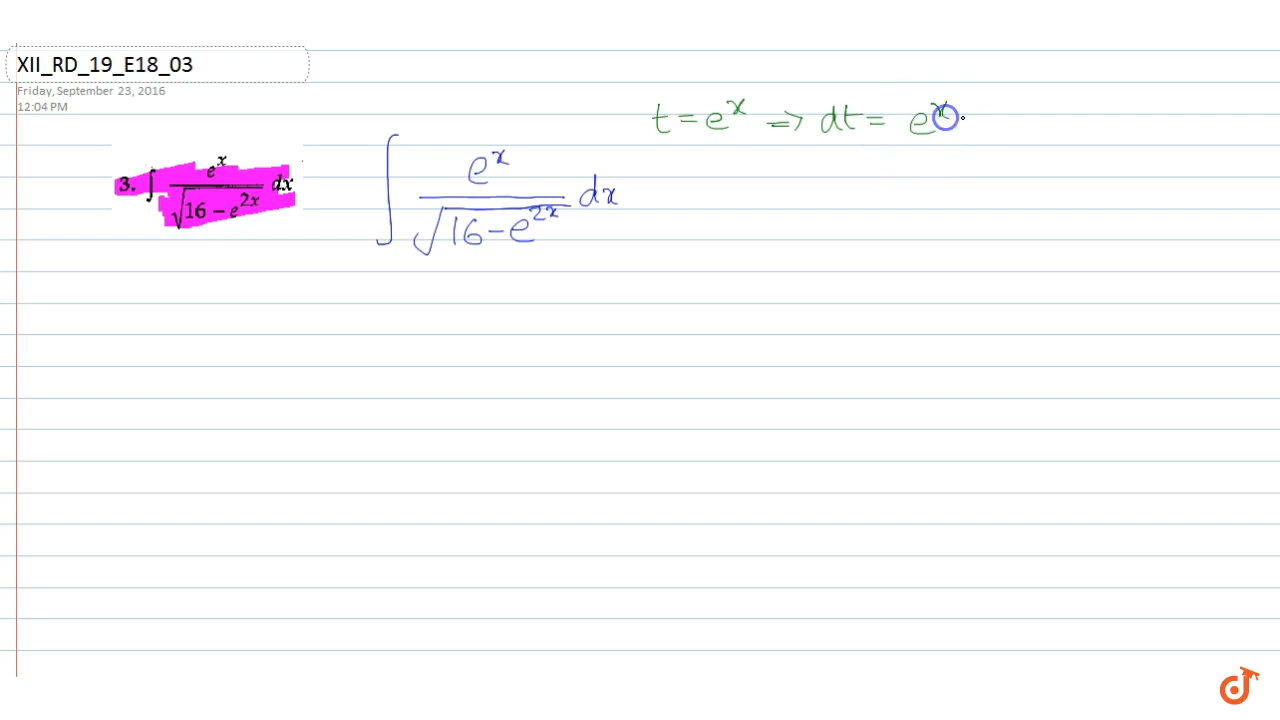 XII_RD_19_E18_03
Friday, September 23, 2016
12:04 PM
t = e^x ⇒ dt = e^x
3. ∫ e^x / √(16 − e^{2x}) dx
∫ e^x / √(16 − e^{2x}) dx